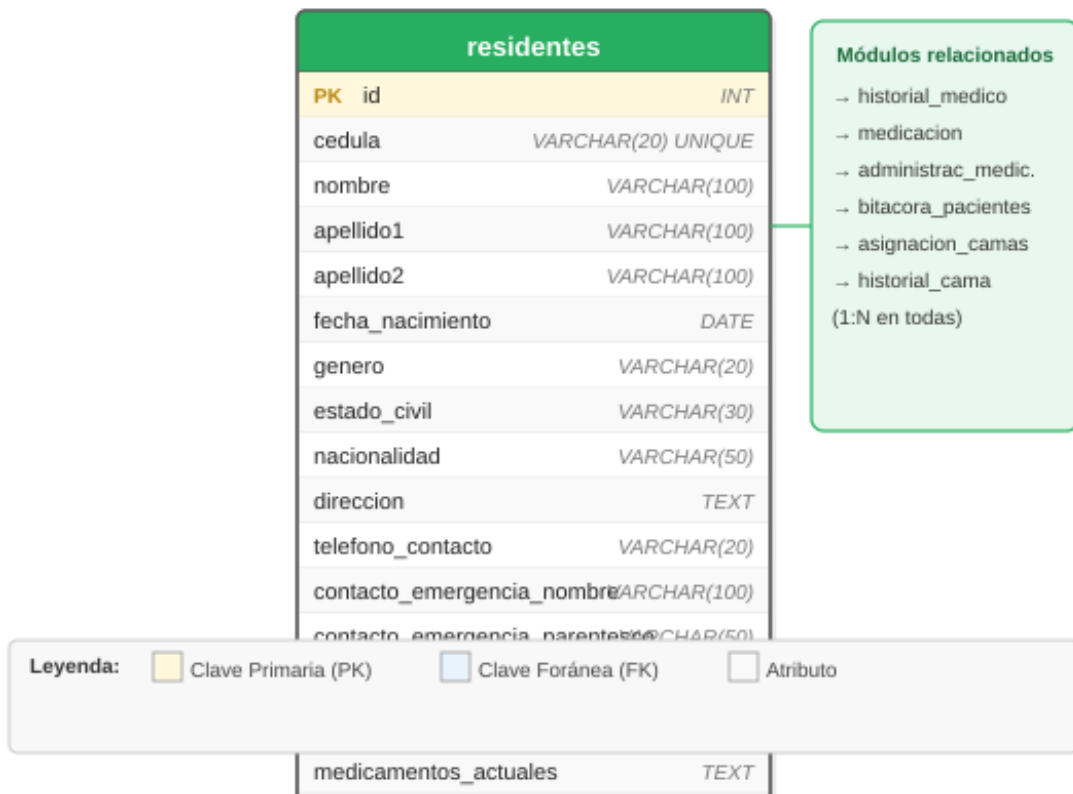 residentes
PK id INT
cedula VARCHAR(20) UNIQUE
nombre VARCHAR(100)
apellido1 VARCHAR(100)
apellido2 VARCHAR(100)
fecha_nacimiento DATE
genero VARCHAR(20)
estado_civil VARCHAR(30)
nacionalidad VARCHAR(50)
direccion TEXT
telefono_contacto VARCHAR(20)
contacto_emergencia_nombre VARCHAR(100)
contacto_emergencia_parentesco VARCHAR(50)
medicamentos_actuales TEXT
Módulos relacionados
→ historial_medico
→ medicacion
→ administrac_medic.
→ bitacora_pacientes
→ asignacion_camas
→ historial_cama
(1:N en todas)
Leyenda: Clave Primaria (PK) Clave Foránea (FK) Atributo